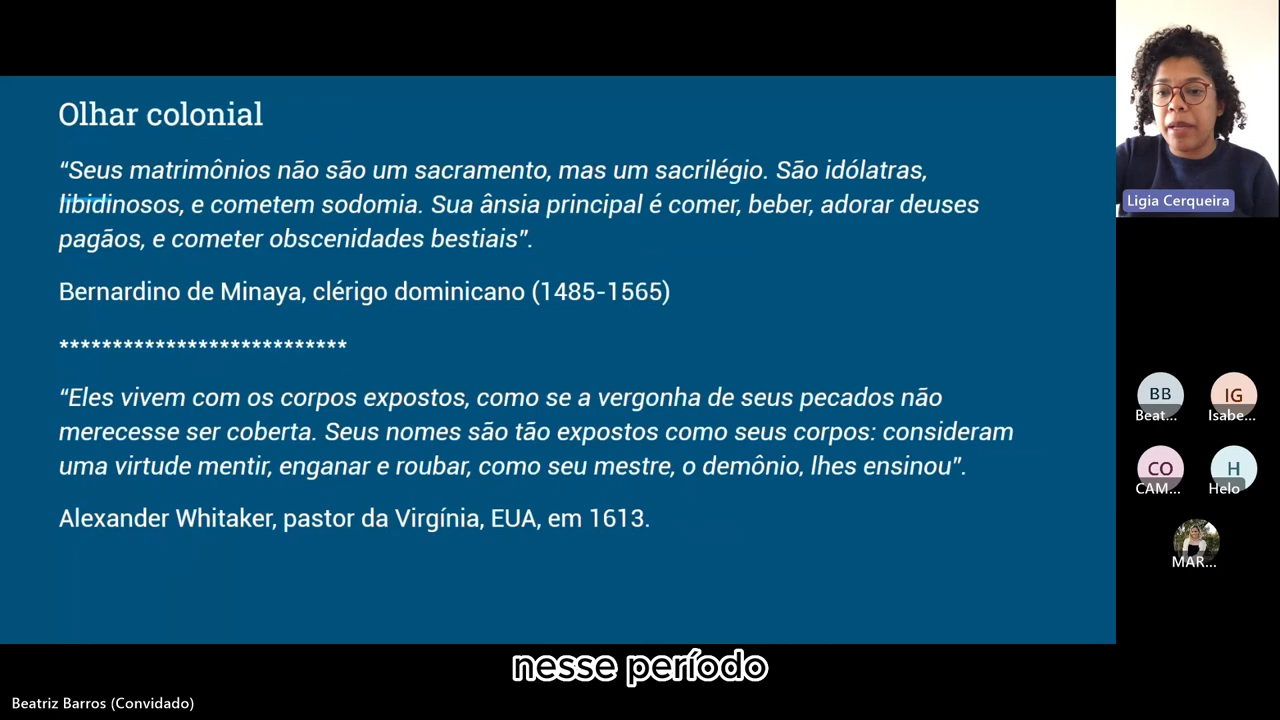 Olhar colonial
“Seus matrimônios não são um sacramento, mas um sacrilégio. São idólatras,
libidinosos, e cometem sodomia. Sua ânsia principal é comer, beber, adorar deuses
pagãos, e cometer obscenidades bestiais”.
Bernardino de Minaya, clérigo dominicano (1485-1565)
***************************
“Eles vivem com os corpos expostos, como se a vergonha de seus pecados não
merecesse ser coberta. Seus nomes são tão expostos como seus corpos: consideram
uma virtude mentir, enganar e roubar, como seu mestre, o demônio, lhes ensinou”.
Alexander Whitaker, pastor da Virgínia, EUA, em 1613.
Ligia Cerqueira
BB
Beat...
IG
Isabe...
CO
CAM...
H
Helo
MAR...
nesse período
Beatriz Barros (Convidado)